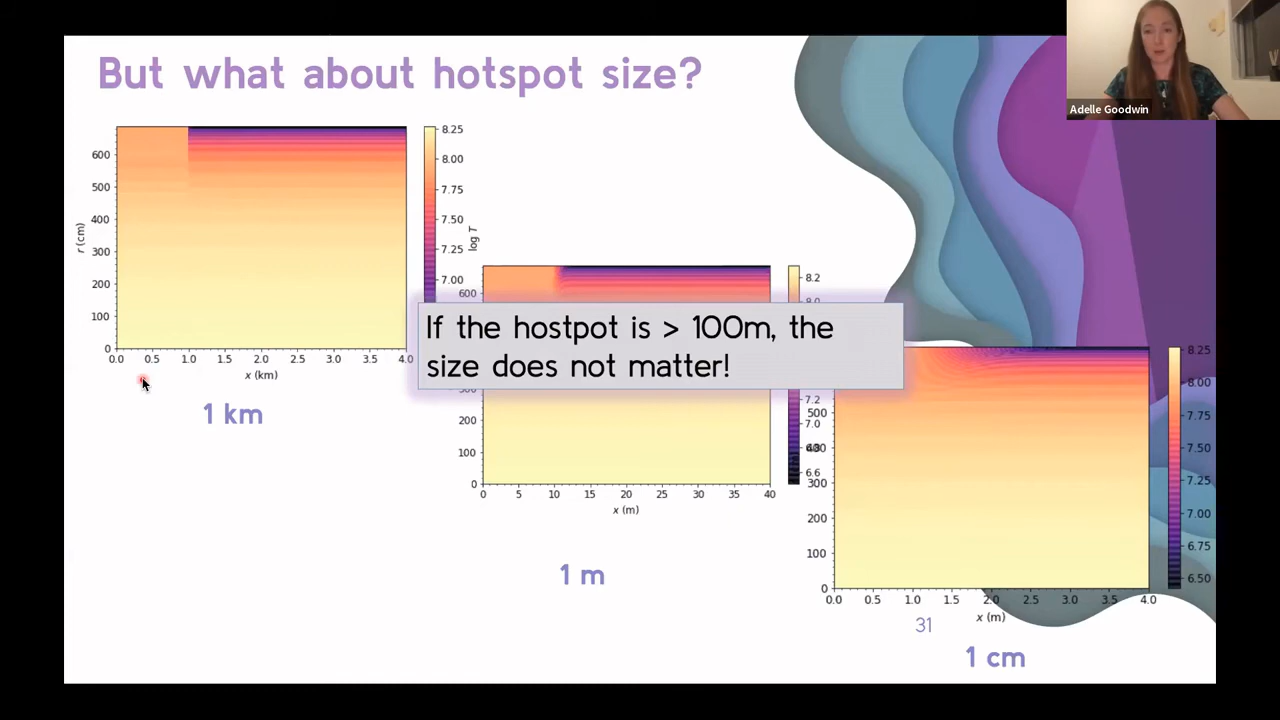 But what about hotspot size?
Adelle Goodwin
600
500
400
300
200
100
0
r (cm)
0.0 0.5 1.0 1.5 2.0 2.5 3.0 3.5 4.0
x (km)
8.25
8.00
7.75
7.50
7.25
7.00
log T
1 km
600
200
100
0
0 5 10 15 20 25 30 35 40
x (m)
8.2
7.2
7.0
6.6
1 m
If the hostpot is > 100m, the
size does not matter!
500
400
300
200
100
0
0.0 0.5 1.0 1.5 2.0 2.5 3.0 3.5 4.0
x (m)
8.25
8.00
7.75
7.50
7.25
7.00
6.75
6.50
31
1 cm